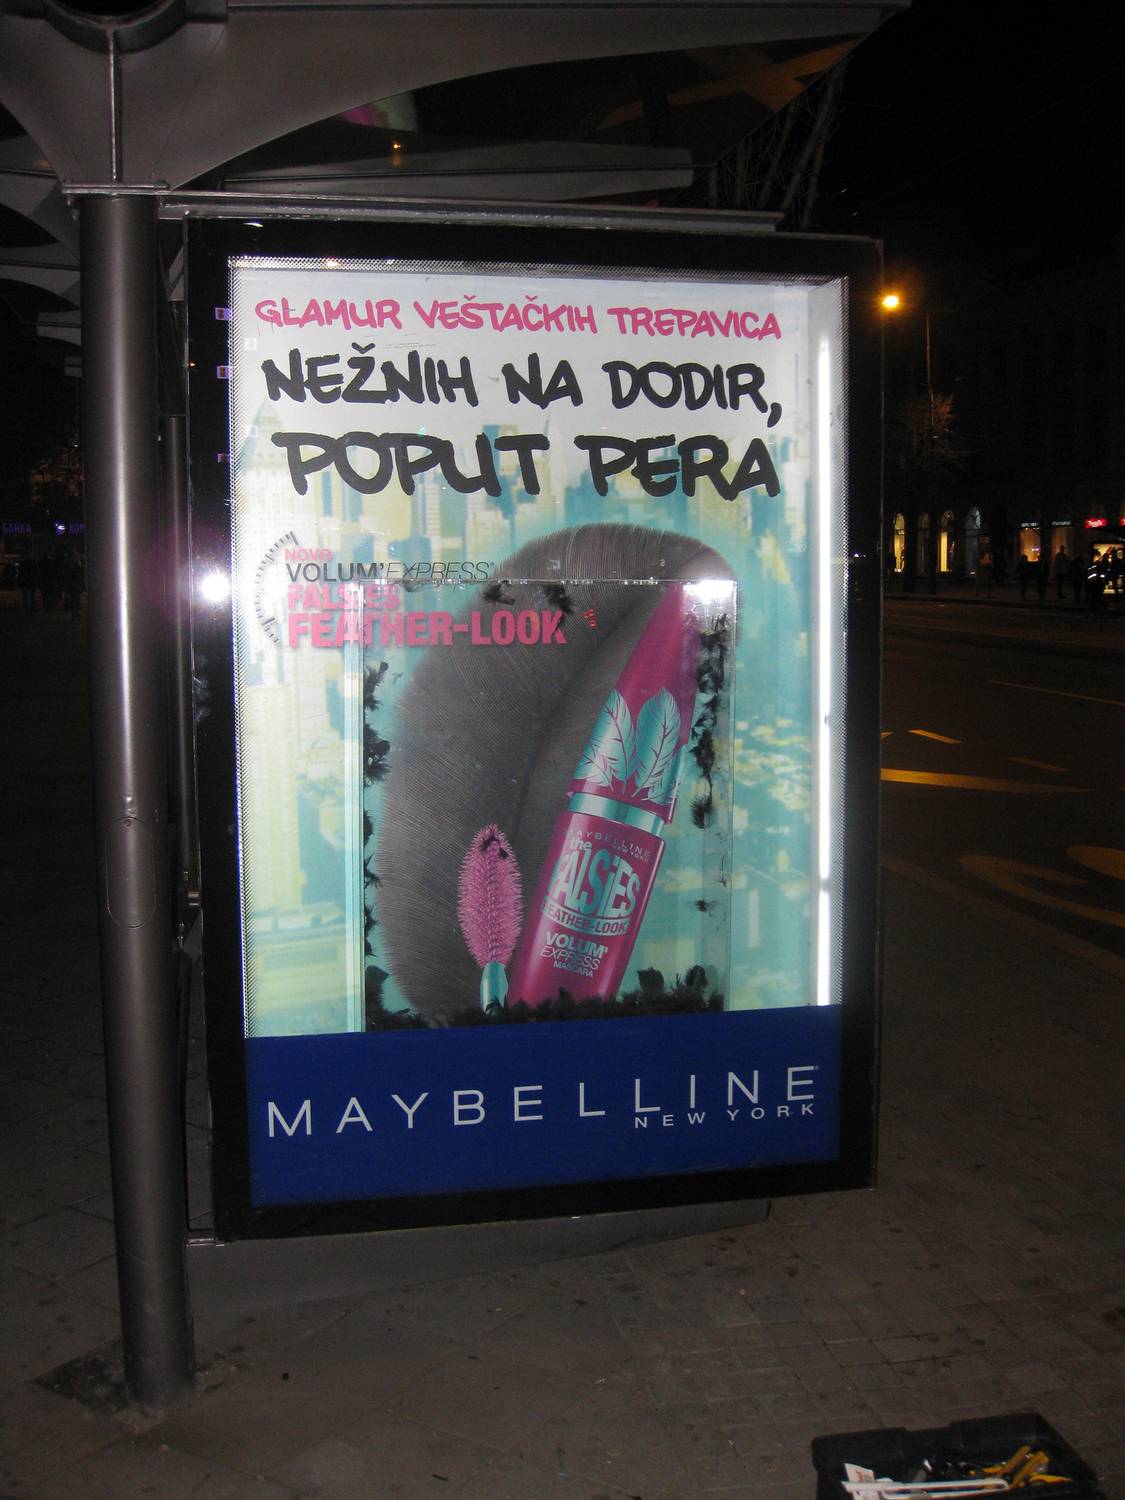 GLAMUR VEŠTAČKIH TREPAVICA
NEŽNIH NA DODIR,
POPUT PERA
NOVO
VOLUM'EXPRESS®
FALSIES
FEATHER-LOOK
MAYBELLINE
NEW YORK
the
FALSIES
FEATHER-LOOK
VOLUM'
EXPRESS
MASCARA
MAYBELLINE®
NEW YORK
БАНКА